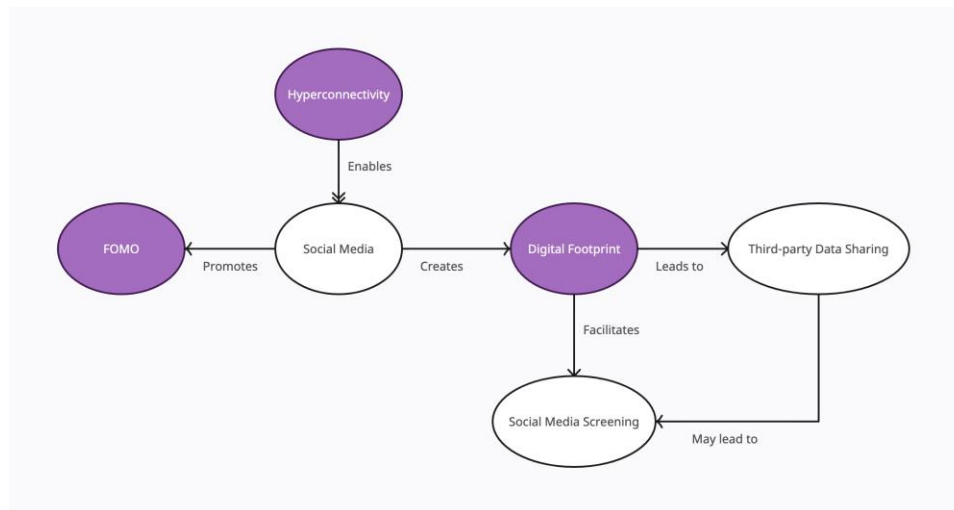 Hyperconnectivity
Enables
FOMO
Social Media
Digital Footprint
Third-party Data Sharing
Promotes
Creates
Leads to
Facilitates
Social Media Screening
May lead to